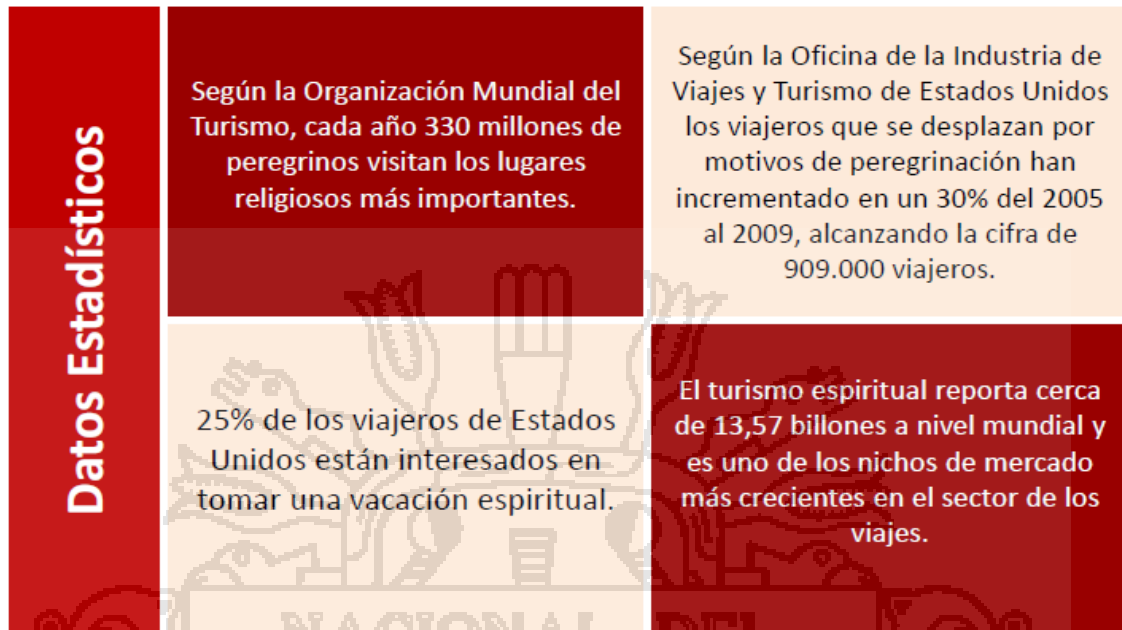 Datos Estadísticos
Según la Organización Mundial del
Turismo, cada año 330 millones de
peregrinos visitan los lugares
religiosos más importantes.
Según la Oficina de la Industria de
Viajes y Turismo de Estados Unidos
los viajeros que se desplazan por
motivos de peregrinación han
incrementado en un 30% del 2005
al 2009, alcanzando la cifra de
909.000 viajeros.
25% de los viajeros de Estados
Unidos están interesados en
tomar una vacación espiritual.
El turismo espiritual reporta cerca
de 13,57 billones a nivel mundial y
es uno de los nichos de mercado
más crecientes en el sector de los
viajes.
NACIONAL DEL